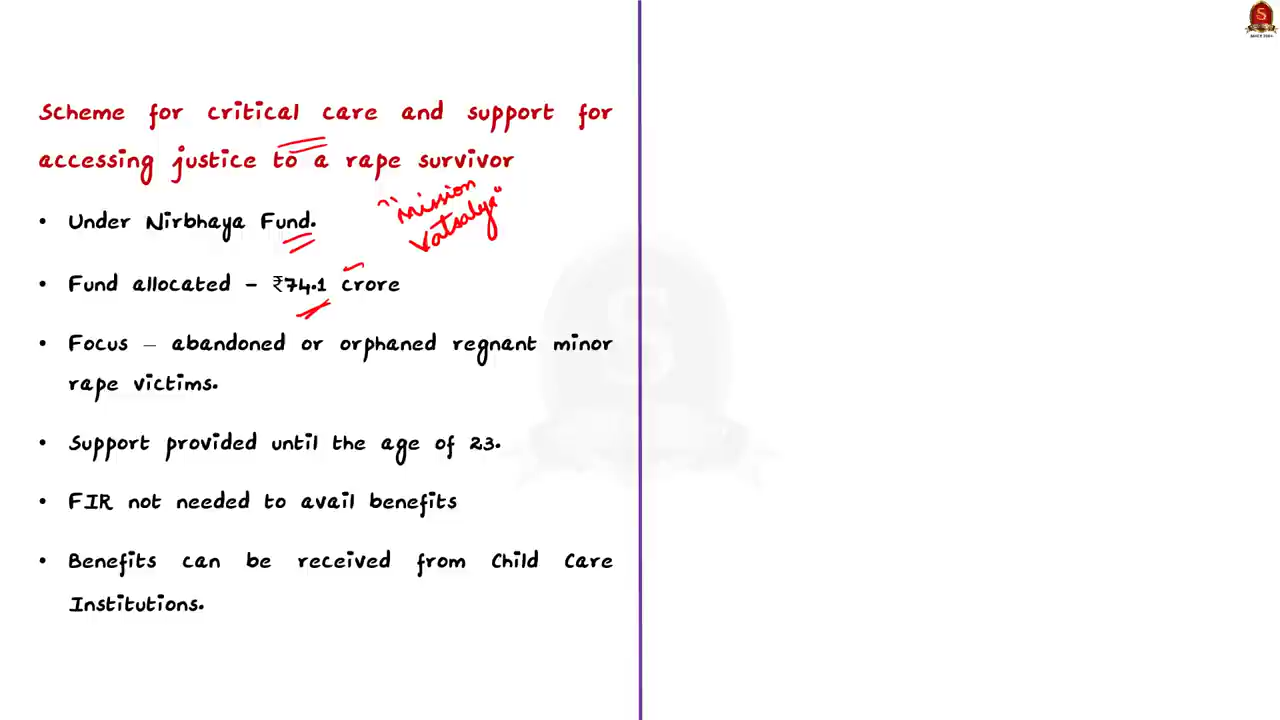 Scheme for critical care and support for
accessing justice to a rape survivor
"Mission
Vatsalya"
• Under Nirbhaya Fund.
• Fund allocated - ₹74.1 crore
• Focus – abandoned or orphaned regnant minor
rape victims.
• Support provided until the age of 23.
• FIR not needed to avail benefits
• Benefits can be received from Child Care
Institutions.
S
SINCE 2004